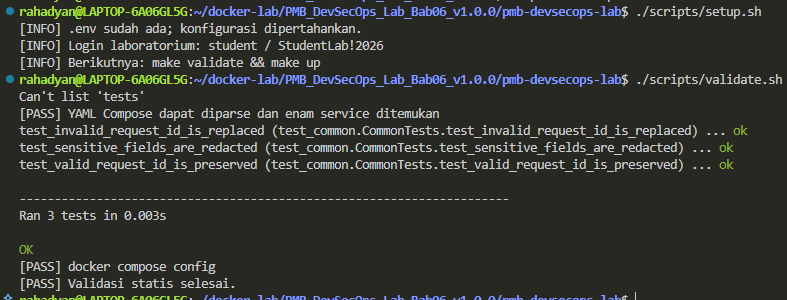 rahadyan@LAPTOP-6A06GL5G:~/docker-lab/PMB_DevSecOps_Lab_Bab06_v1.0.0/pmb-devsecops-lab$ ./scripts/setup.sh
[INFO] .env sudah ada; konfigurasi dipertahankan.
[INFO] Login laboratorium: student / StudentLab!2026
[INFO] Berikutnya: make validate && make up
rahadyan@LAPTOP-6A06GL5G:~/docker-lab/PMB_DevSecOps_Lab_Bab06_v1.0.0/pmb-devsecops-lab$ ./scripts/validate.sh
Can't list 'tests'
[PASS] YAML Compose dapat diparse dan enam service ditemukan
test_invalid_request_id_is_replaced (test_common.CommonTests.test_invalid_request_id_is_replaced) ... ok
test_sensitive_fields_are_redacted (test_common.CommonTests.test_sensitive_fields_are_redacted) ... ok
test_valid_request_id_is_preserved (test_common.CommonTests.test_valid_request_id_is_preserved) ... ok
----------------------------------------------------------------------
Ran 3 tests in 0.003s
OK
[PASS] docker compose config
[PASS] Validasi statis selesai.
rahadyan@LAPTOP-6A06GL5G:~/docker-lab/PMB_DevSecOps_Lab_Bab06_v1.0.0/pmb-devsecops-lab$